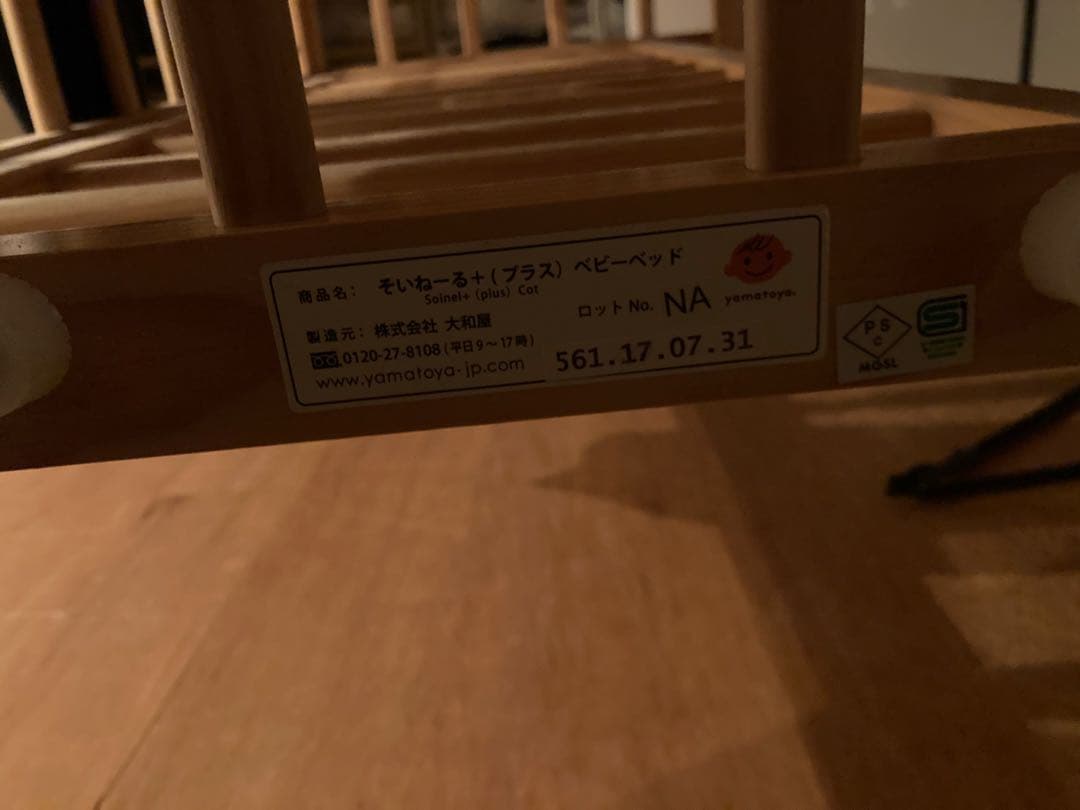 商品名： そいねーる＋(プラス) ベビーベッド
Soinel+ (plus) Cot
製造元： 株式会社 大和屋
ロット No. NA
0120-27-8108 (平日9～17時)
www.yamatoya-jp.com
561.17.07.31
yamatoya.
PS
C
MGSL